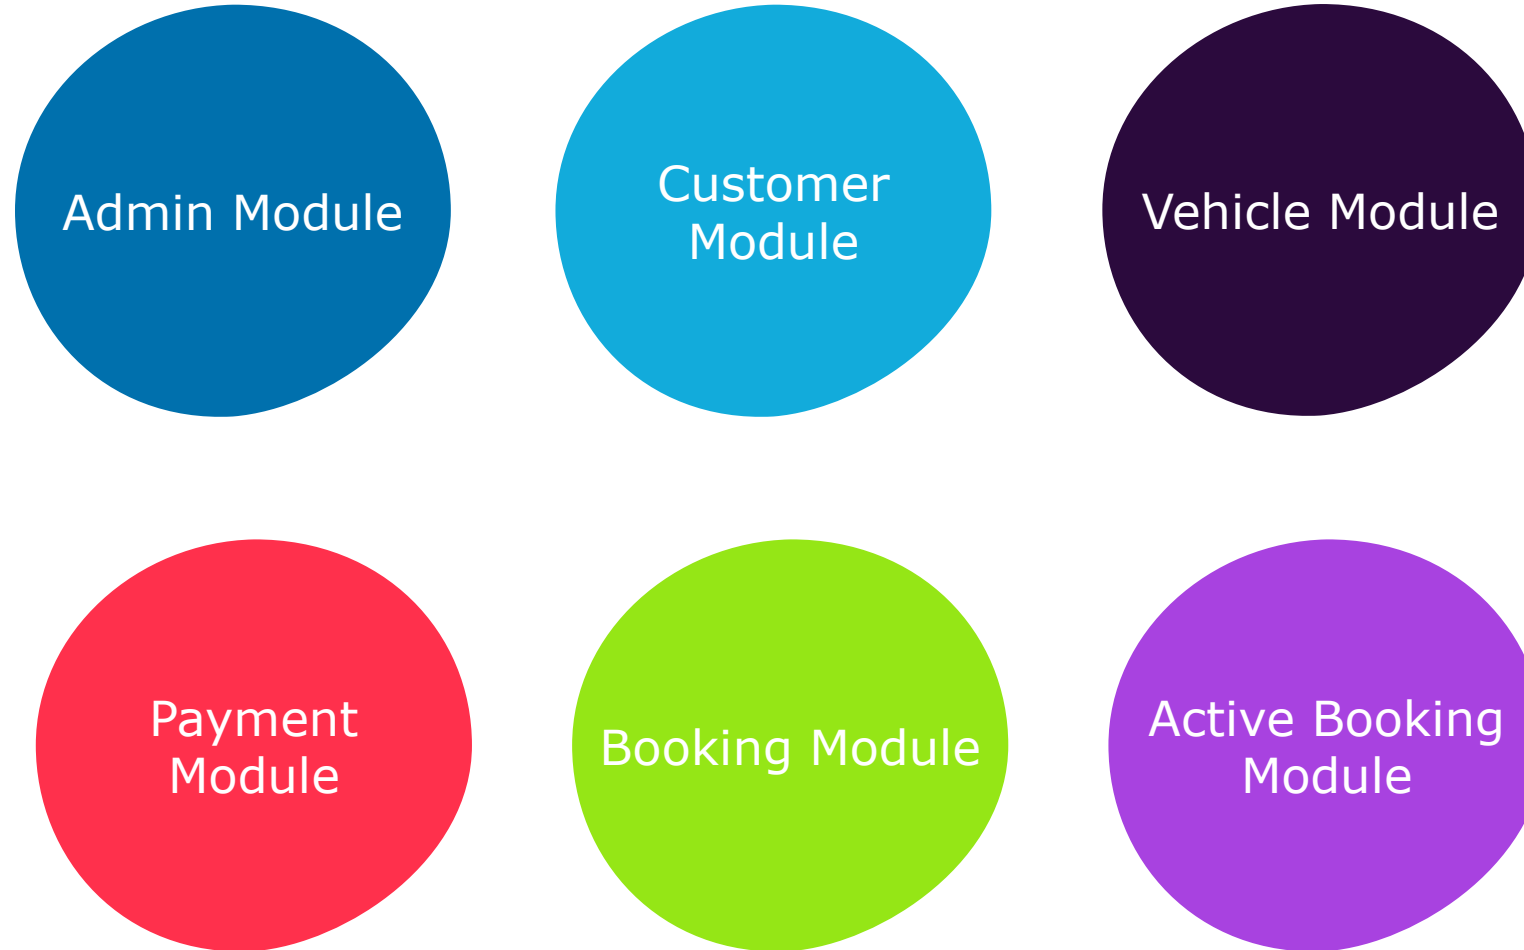 Admin Module
Customer
Module
Vehicle Module
Payment
Module
Booking Module
Active Booking
Module